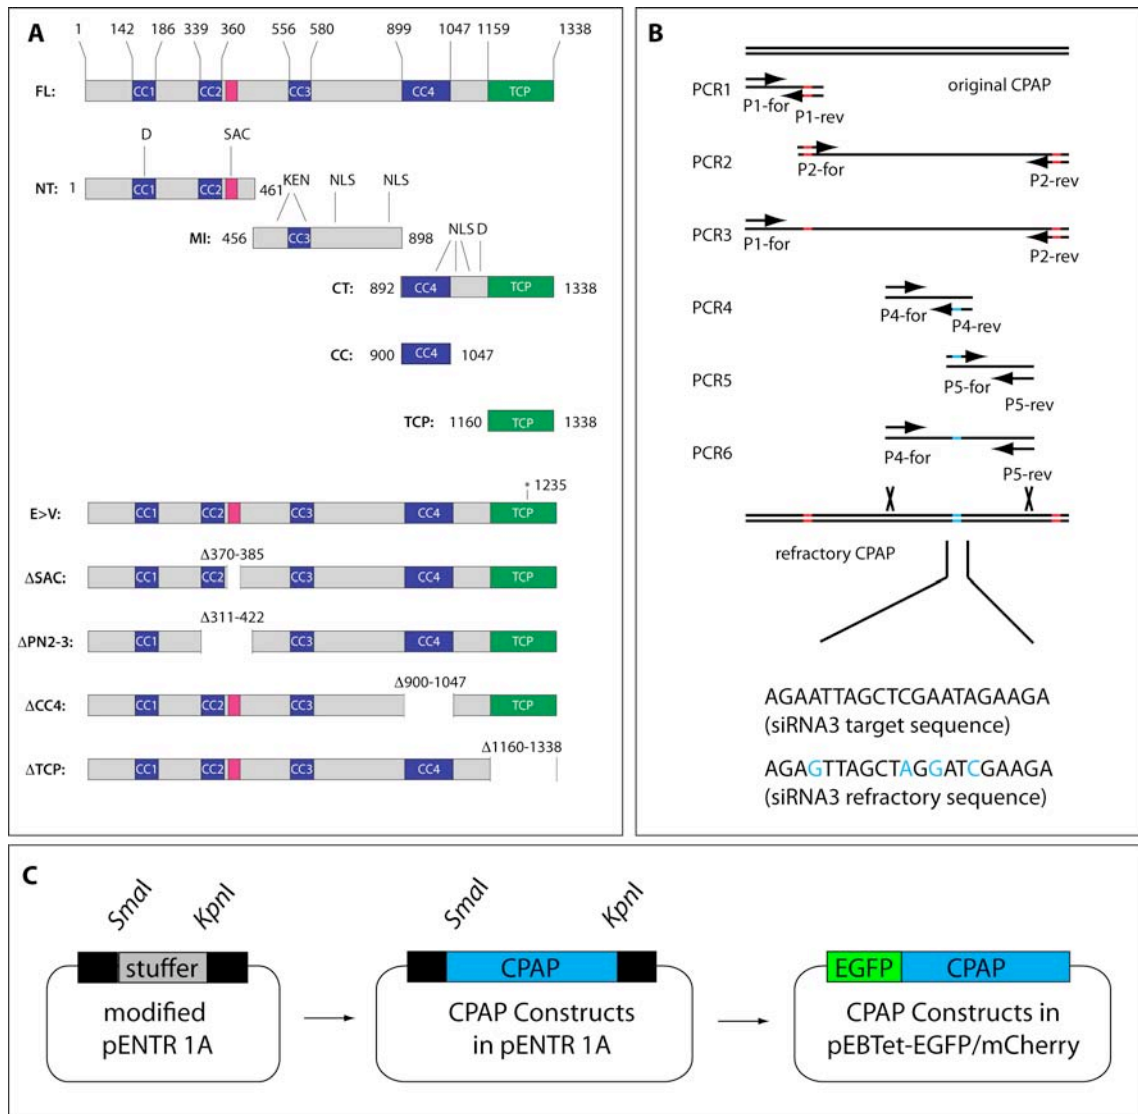 A
1 142 186 339 360 556 580 899 1047 1159 1338
FL: CC1 CC2 CC3 CC4 TCP
D SAC
NT: 1 CC1 CC2 461
KEN NLS NLS
MI: 456 CC3 898
NLS D
CT: 892 CC4 TCP 1338
CC: 900 CC4 1047
TCP: 1160 TCP 1338
* 1235
E>V: CC1 CC2 CC3 CC4 TCP
Δ370-385
ΔSAC: CC1 CC2 CC3 CC4 TCP
Δ311-422
ΔPN2-3: CC1 CC3 CC4 TCP
Δ900-1047
ΔCC4: CC1 CC2 CC3 TCP
Δ1160-1338
ΔTCP: CC1 CC2 CC3 CC4
B
original CPAP
PCR1
P1-for
P1-rev
PCR2
P2-for
P2-rev
PCR3
P1-for
P2-rev
PCR4
P4-for
P4-rev
PCR5
P5-for
P5-rev
PCR6
P4-for
P5-rev
refractory CPAP
AGAATTAGCTCGAATAGAAGA
(siRNA3 target sequence)
AGAGTTAGCTAGGATCGAAGA
(siRNA3 refractory sequence)
C
SmaI KpnI
stuffer
modified
pENTR 1A
SmaI KpnI
CPAP
CPAP Constructs
in pENTR 1A
EGFP CPAP
CPAP Constructs in
pEBTet-EGFP/mCherry